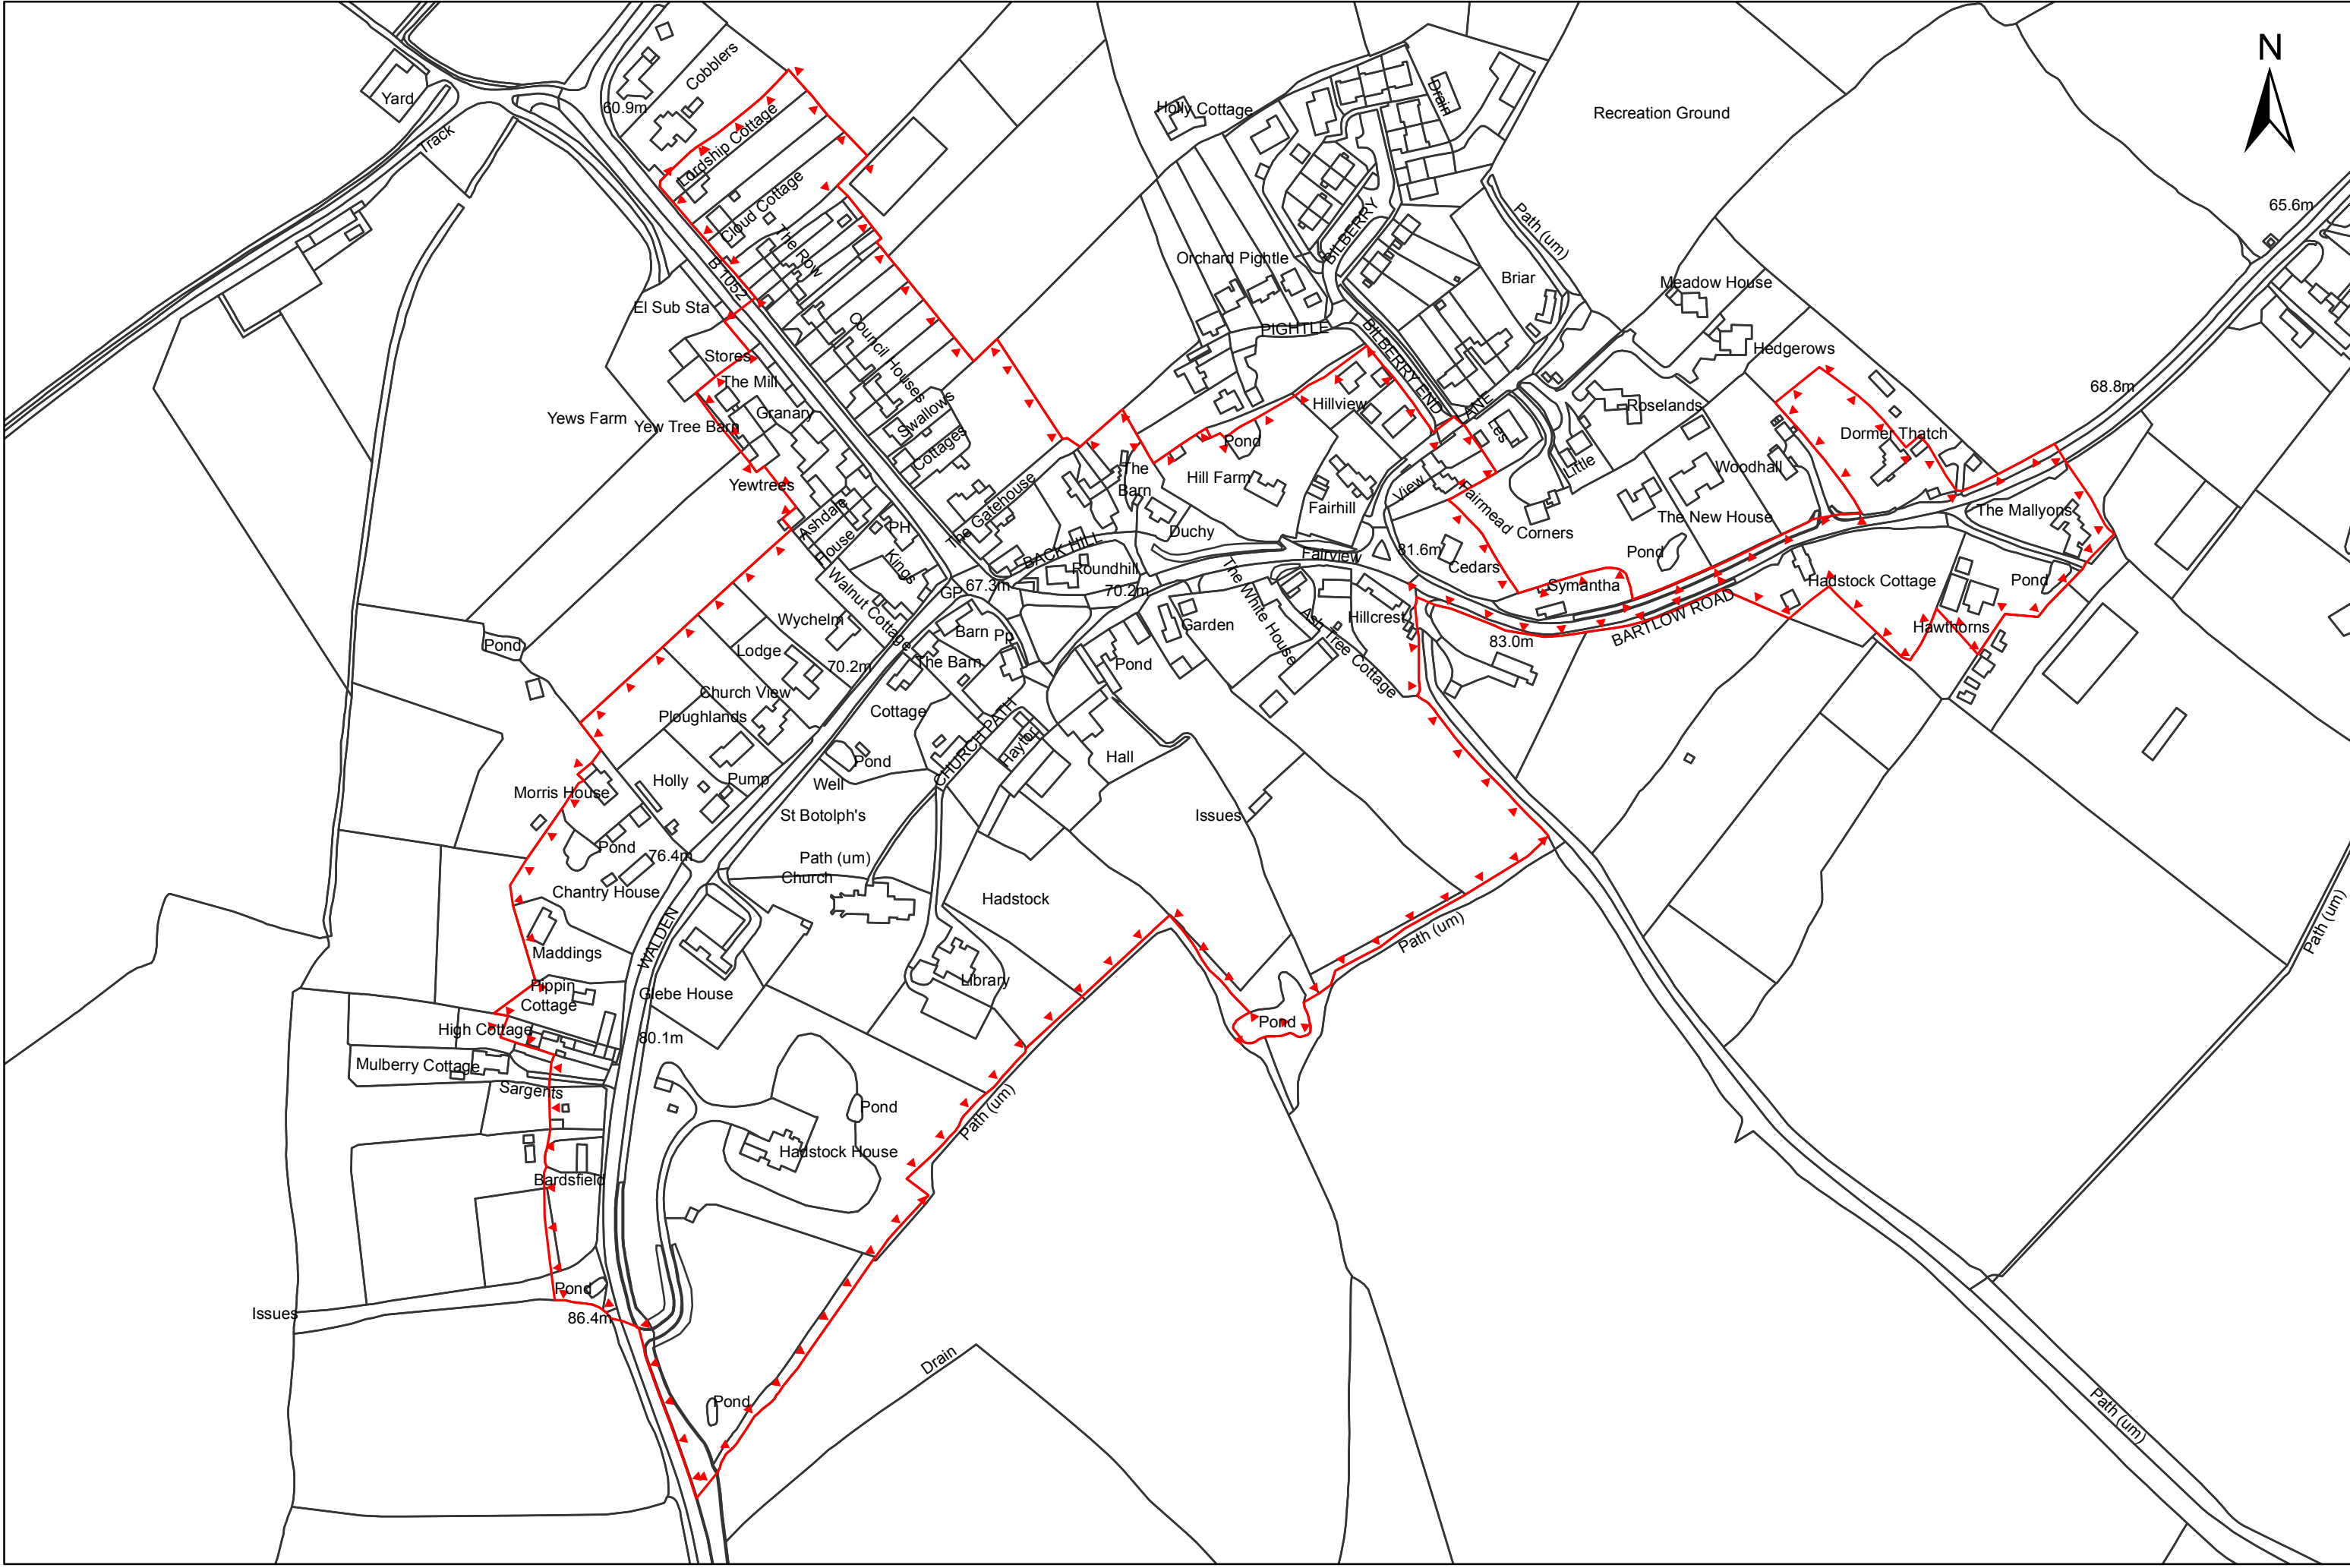 N
Cobblers
Yard
60.9m
Holly Cottage
Drain
Recreation Ground
Track
Lordship Cottage
Cloud Cottage
65.6m
The Row
BILBERRY
Path (um)
Orchard Pightle
Briar
Meadow House
B 1052
El Sub Sta
PIGHTLE
Council Houses
BILBERRY END
Hedgerows
Stores
The Mill
68.8m
Granary
Swallows
Cottages
Hillview
ANE
Roselands
Yews Farm
Yew Tree Barn
Pond
Les
Dormer Thatch
The
Barn
Hill Farm
Little
Woodhall
Yewtrees
View
The Gatehouse
Fairhill
Fairmead
Ashdale
House
PH
Duchy
Corners
The New House
The Mallyons
BACK HILL
Fairview
81.6m
Pond
Kings
Roundhill
Cedars
Symantha
Hadstock Cottage
Pond
Walnut Cottage
GP
67.3m
70.2m
The White House
Ash Tree Cottage
Hillcrest
BARTLOW ROAD
Wychelm
Barn
PP
Garden
83.0m
Hawthorns
Pond
Lodge
70.2m
The Barn
Pond
Church View
Cottage
Ploughlands
CHURCH PATH
Haytor
Hall
Morris House
Holly
Pump
Pond
Well
St Botolph's
Issues
Pond
76.4m
Path (um)
Church
Chantry House
Hadstock
WALDEN
Path (um)
Path (um)
Maddings
Library
Pippin
Cottage
Glebe House
High Cottage
Pond
80.1m
Mulberry Cottage
Sargents
Pond
Path (um)
Hadstock House
Bardsfield
Pond
Issues
86.4m
Drain
Pond
Path (um)